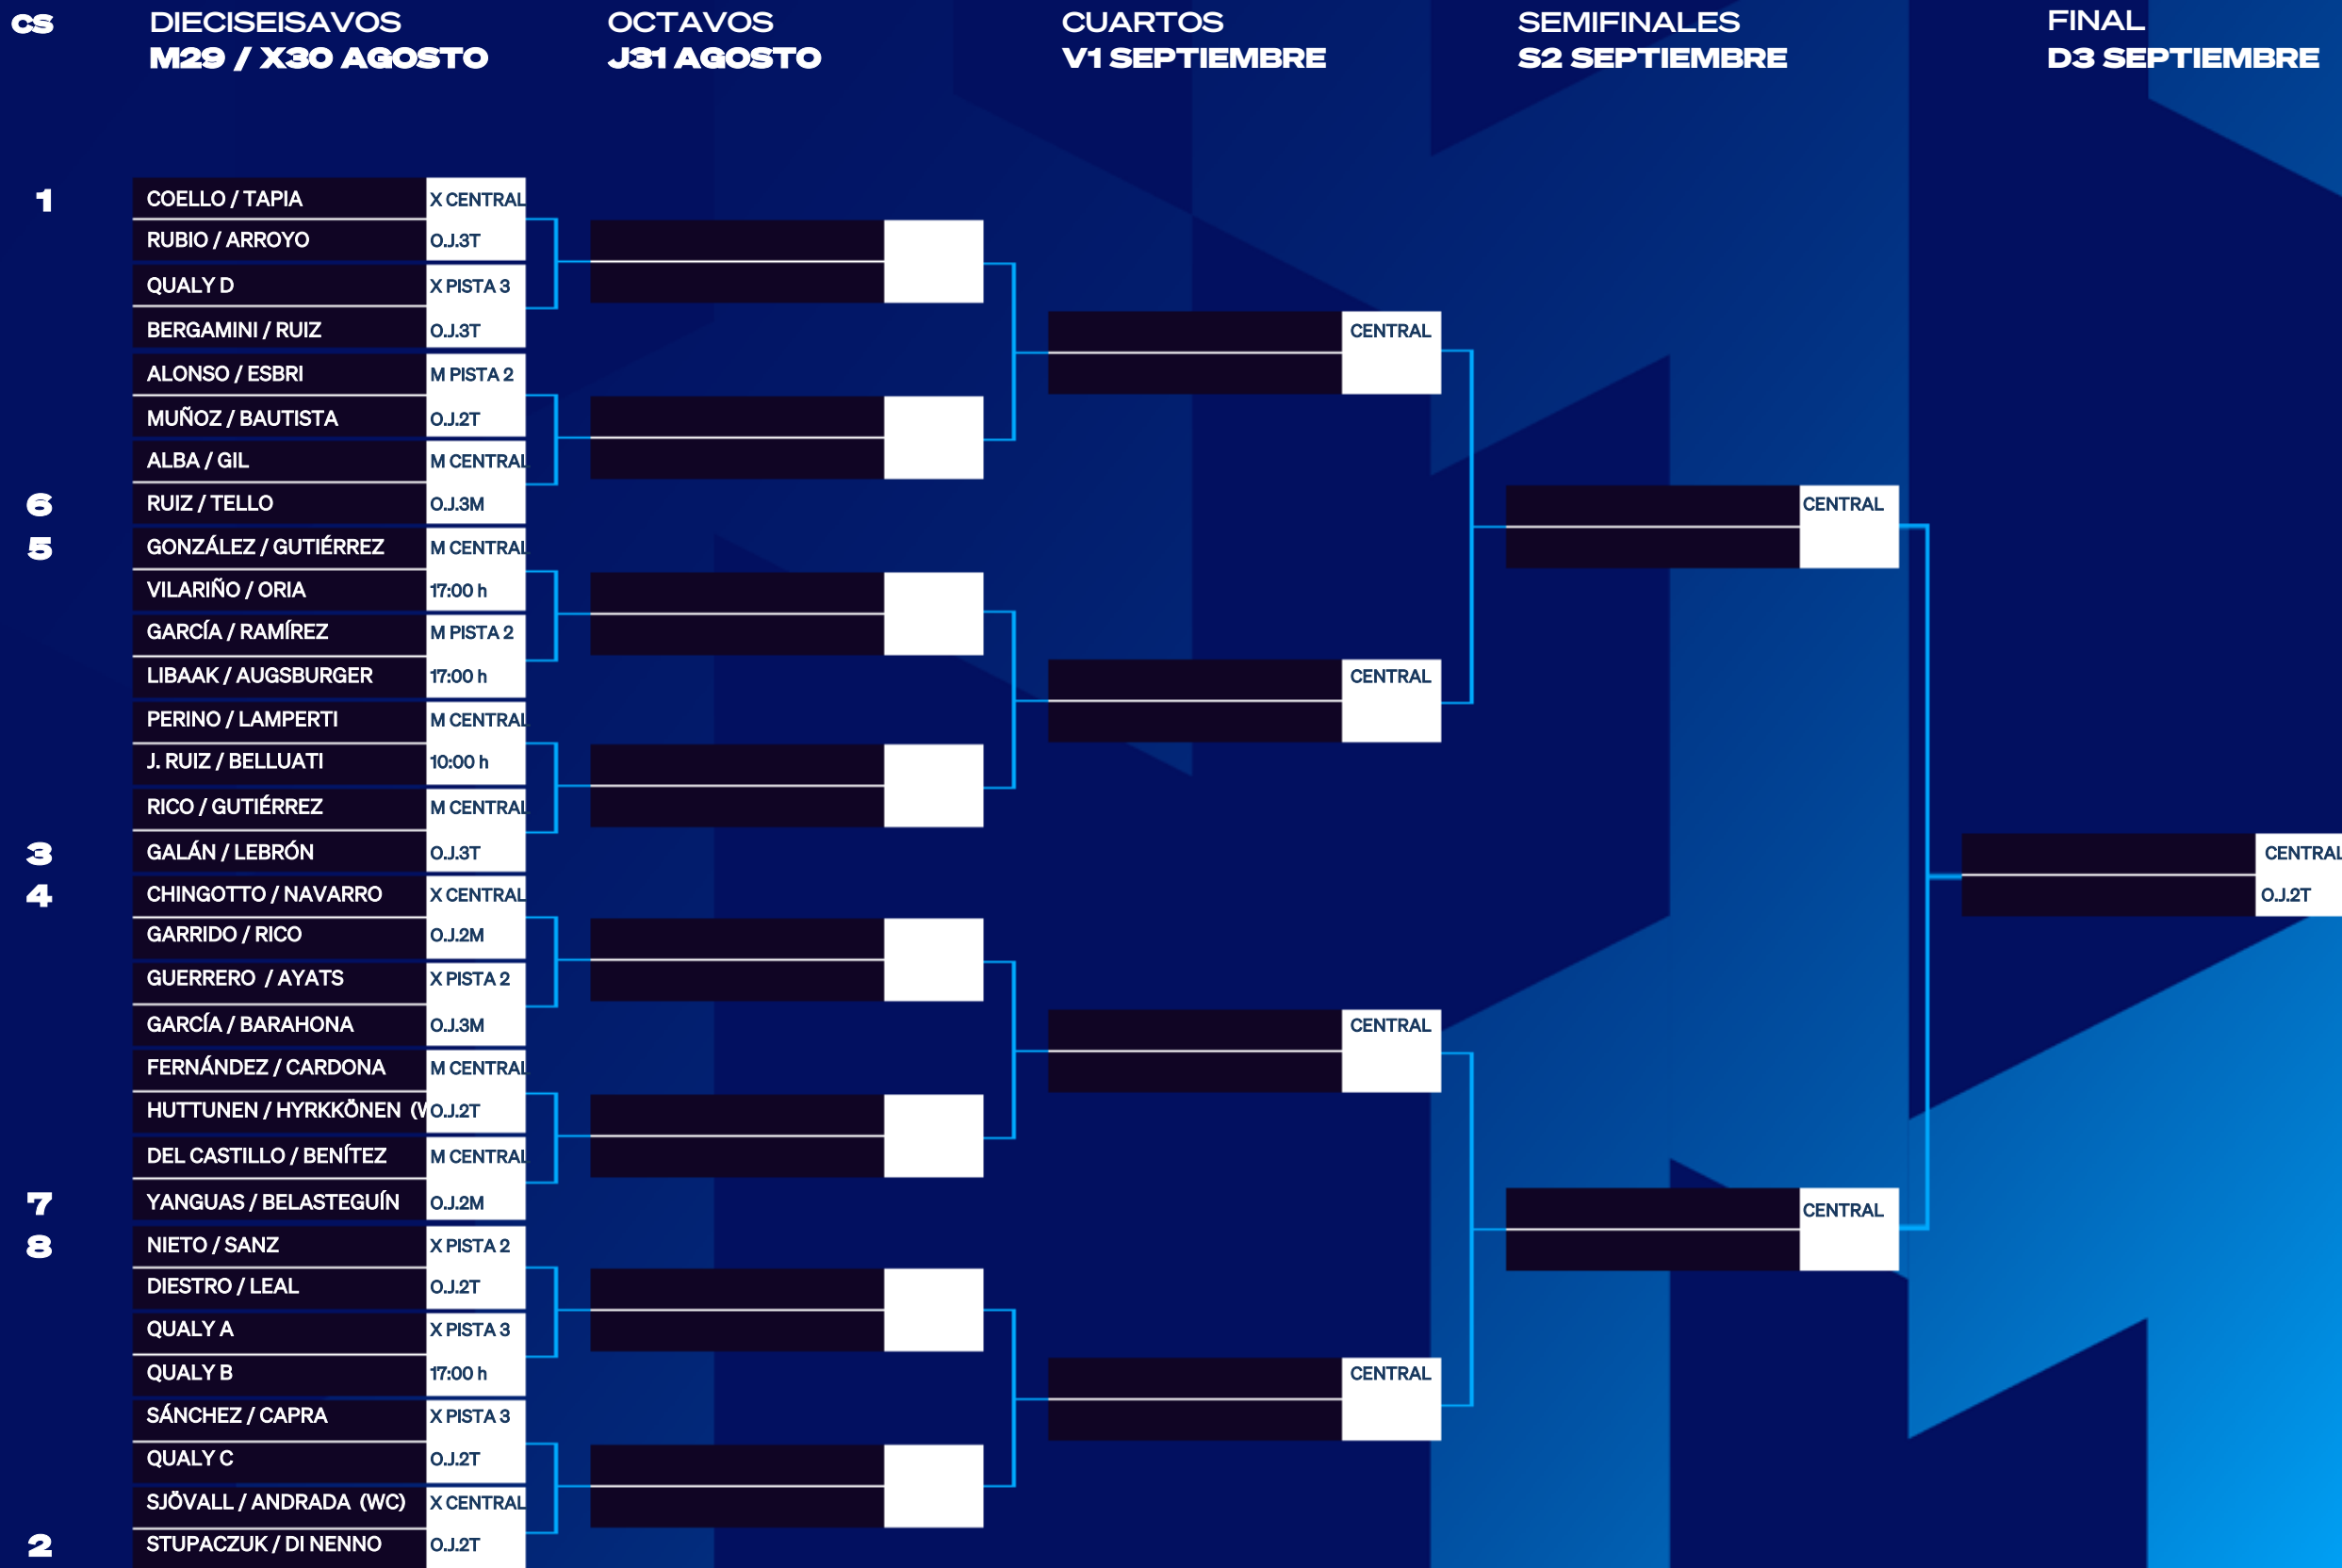 CS DIECISEISAVOS OCTAVOS CUARTOS SEMIFINALES FINAL
M29 / X30 AGOSTO J31 AGOSTO V1 SEPTIEMBRE S2 SEPTIEMBRE D3 SEPTIEMBRE
1 COELLO / TAPIA X CENTRAL
RUBIO / ARROYO O.J.3T
QUALY D X PISTA 3
BERGAMINI / RUIZ O.J.3T CENTRAL
ALONSO / ESBRI M PISTA 2
MUÑOZ / BAUTISTA O.J.2T
ALBA / GIL M CENTRAL
6 RUIZ / TELLO O.J.3M CENTRAL
5 GONZÁLEZ / GUTIÉRREZ M CENTRAL
VILARIÑO / ORIA 17:00 h
GARCÍA / RAMÍREZ M PISTA 2
LIBAAK / AUGSBURGER 17:00 h CENTRAL
PERINO / LAMPERTI M CENTRAL
J. RUIZ / BELLUATI 10:00 h
RICO / GUTIÉRREZ M CENTRAL
3 GALÁN / LEBRÓN O.J.3T CENTRAL
4 CHINGOTTO / NAVARRO X CENTRAL O.J.2T
GARRIDO / RICO O.J.2M
GUERRERO / AYATS X PISTA 2
GARCÍA / BARAHONA O.J.3M CENTRAL
FERNÁNDEZ / CARDONA M CENTRAL
HUTTUNEN / HYRKKÖNEN (W O.J.2T
DEL CASTILLO / BENÍTEZ M CENTRAL
7 YANGUAS / BELASTEGUÍN O.J.2M CENTRAL
8 NIETO / SANZ X PISTA 2
DIESTRO / LEAL O.J.2T
QUALY A X PISTA 3
QUALY B 17:00 h CENTRAL
SÁNCHEZ / CAPRA X PISTA 3
QUALY C O.J.2T
SJÖVALL / ANDRADA (WC) X CENTRAL
2 STUPACZUK / DI NENNO O.J.2T